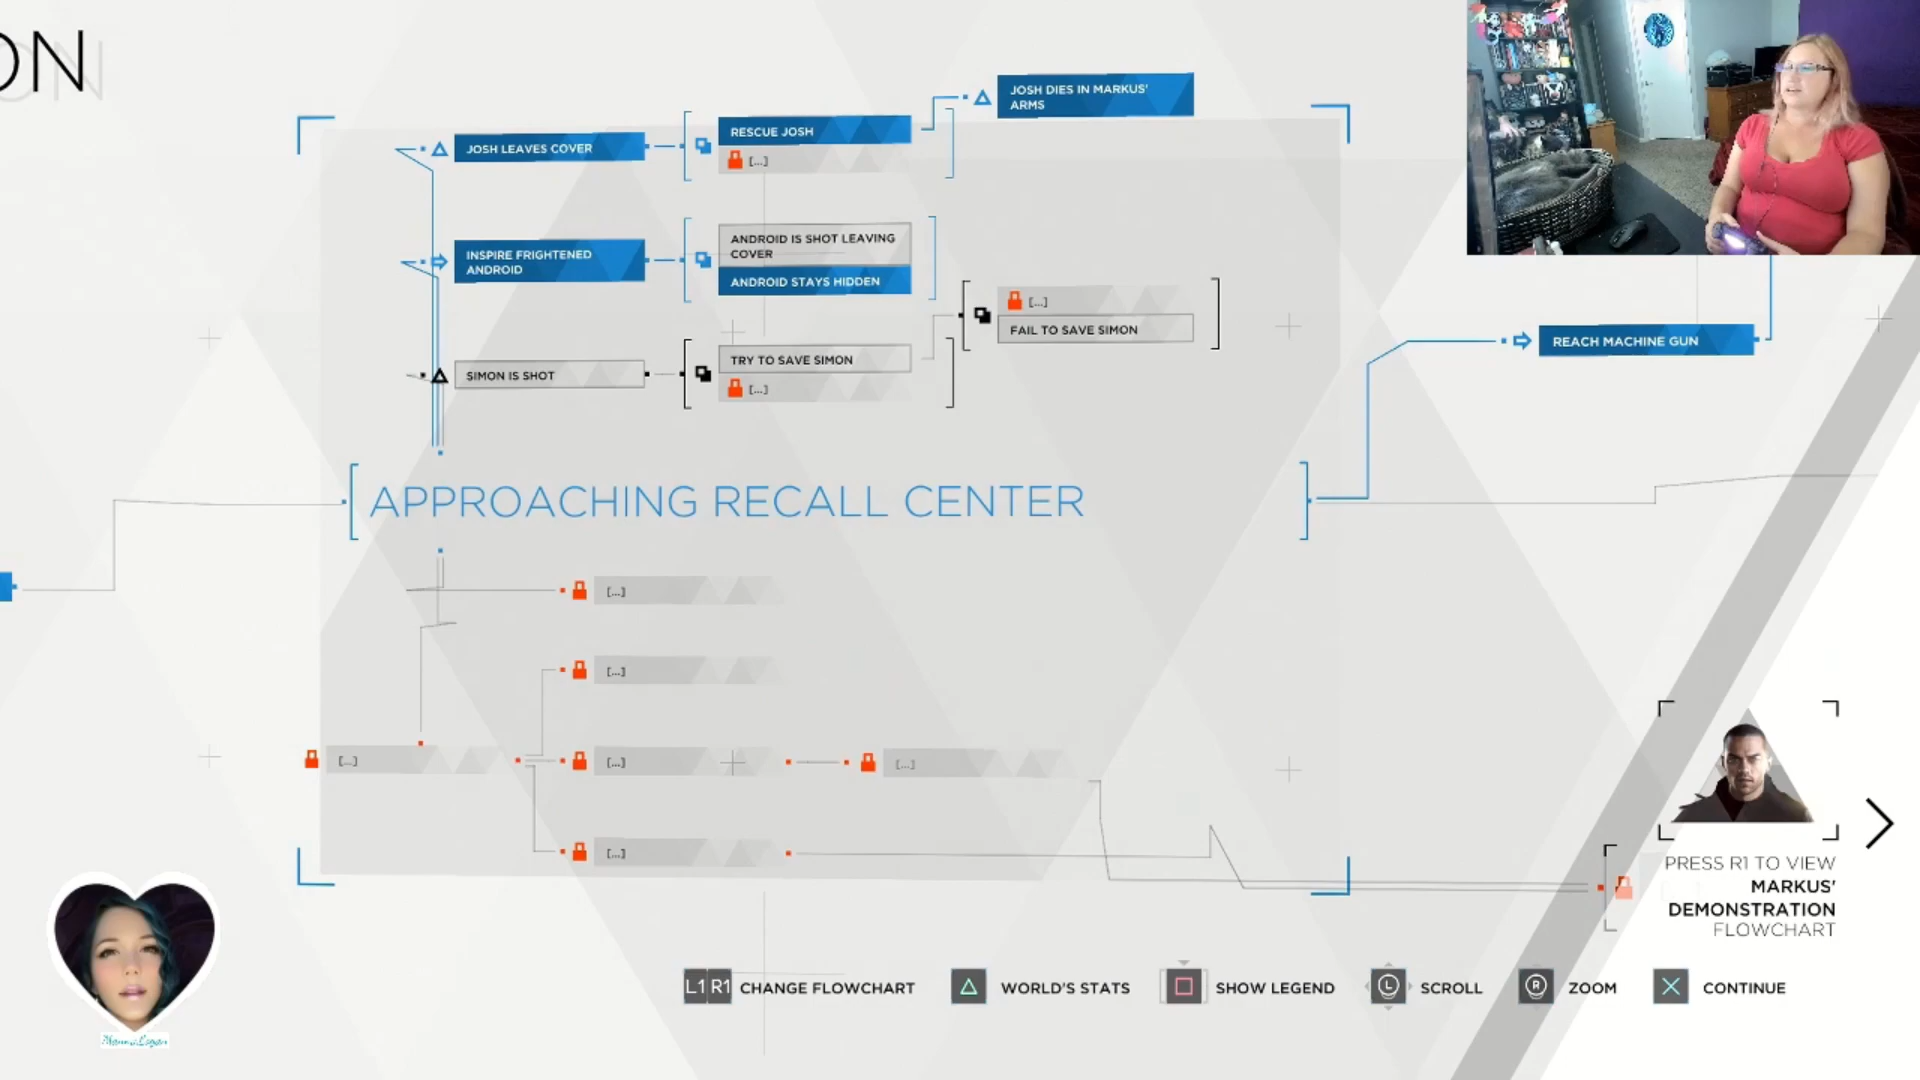 ON
JOSH DIES IN MARKUS'
ARMS
RESCUE JOSH
JOSH LEAVES COVER
[...]
ANDROID IS SHOT LEAVING
COVER
INSPIRE FRIGHTENED
ANDROID
ANDROID STAYS HIDDEN
[...]
FAIL TO SAVE SIMON
REACH MACHINE GUN
TRY TO SAVE SIMON
SIMON IS SHOT
[...]
APPROACHING RECALL CENTER
[...]
[...]
[...]
[...]
[...]
[...]
PRESS R1 TO VIEW
MARKUS'
DEMONSTRATION
FLOWCHART
L1 R1 CHANGE FLOWCHART
WORLD'S STATS
SHOW LEGEND
L SCROLL
R ZOOM
CONTINUE